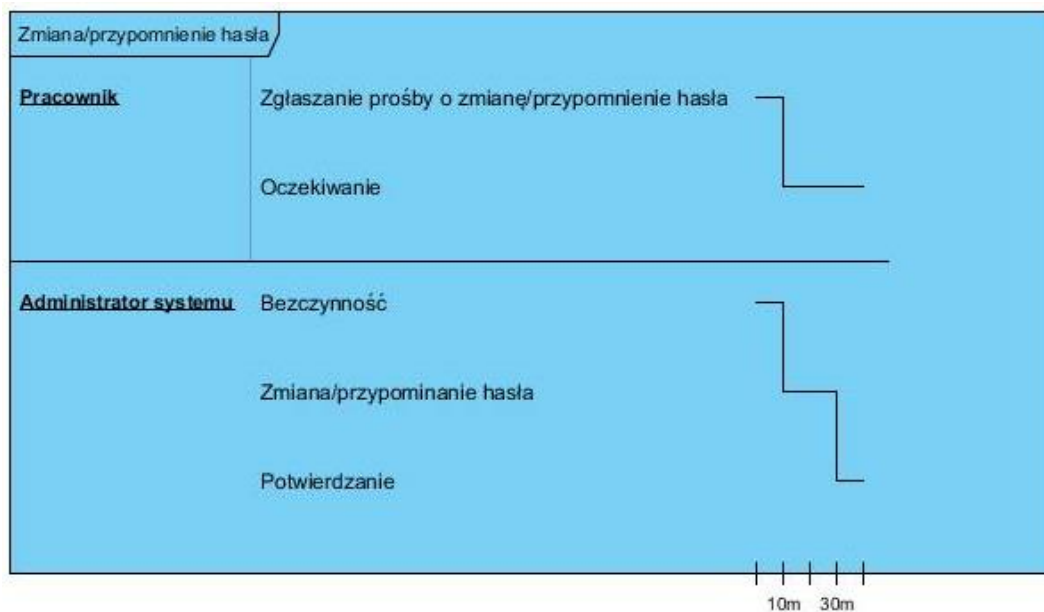 Zmiana/przypomnienie hasła
Pracownik
Zgłaszanie prośby o zmianę/przypomnienie hasła
Oczekiwanie
Administrator systemu
Bezczynność
Zmiana/przypominanie hasła
Potwierdzanie
10m 30m